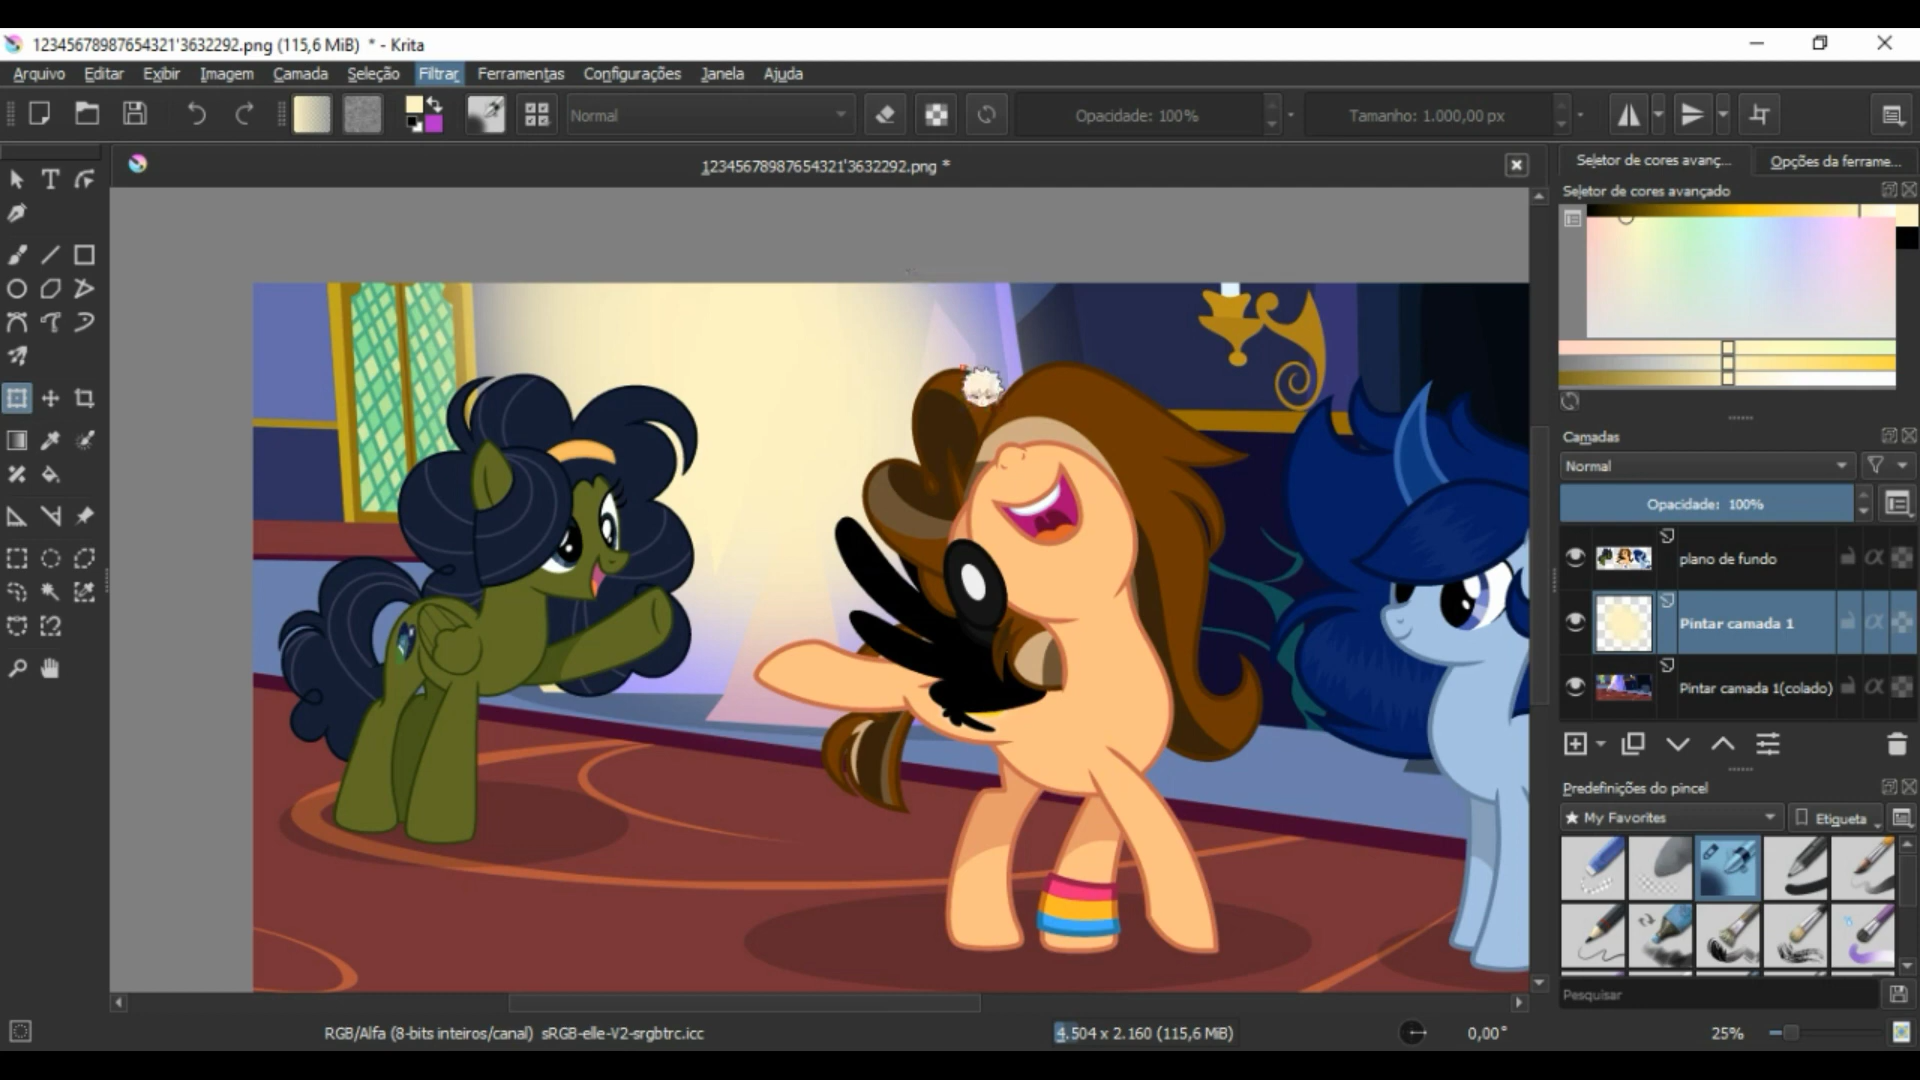 12345678987654321'3632292.png (115,6 MiB) * - Krita
Arquivo Editar Exibir Imagem Camada Seleção Filtrar Ferramentas Configurações Janela Ajuda
Normal Opacidade: 100% Tamanho: 1.000,00 px
12345678987654321'3632292.png *
Seletor de cores avanç... Opções da ferrame...
Seletor de cores avançado
Camadas
Normal
Opacidade: 100%
plano de fundo
Pintar camada 1
Pintar camada 1(colado)
Predefinições do pincel
★ My Favorites Etiqueta
Pesquisar
RGB/Alfa (8-bits inteiros/canal) sRGB-elle-V2-srgbtrc.icc 4.504 x 2.160 (115,6 MiB) 0,00° 25%